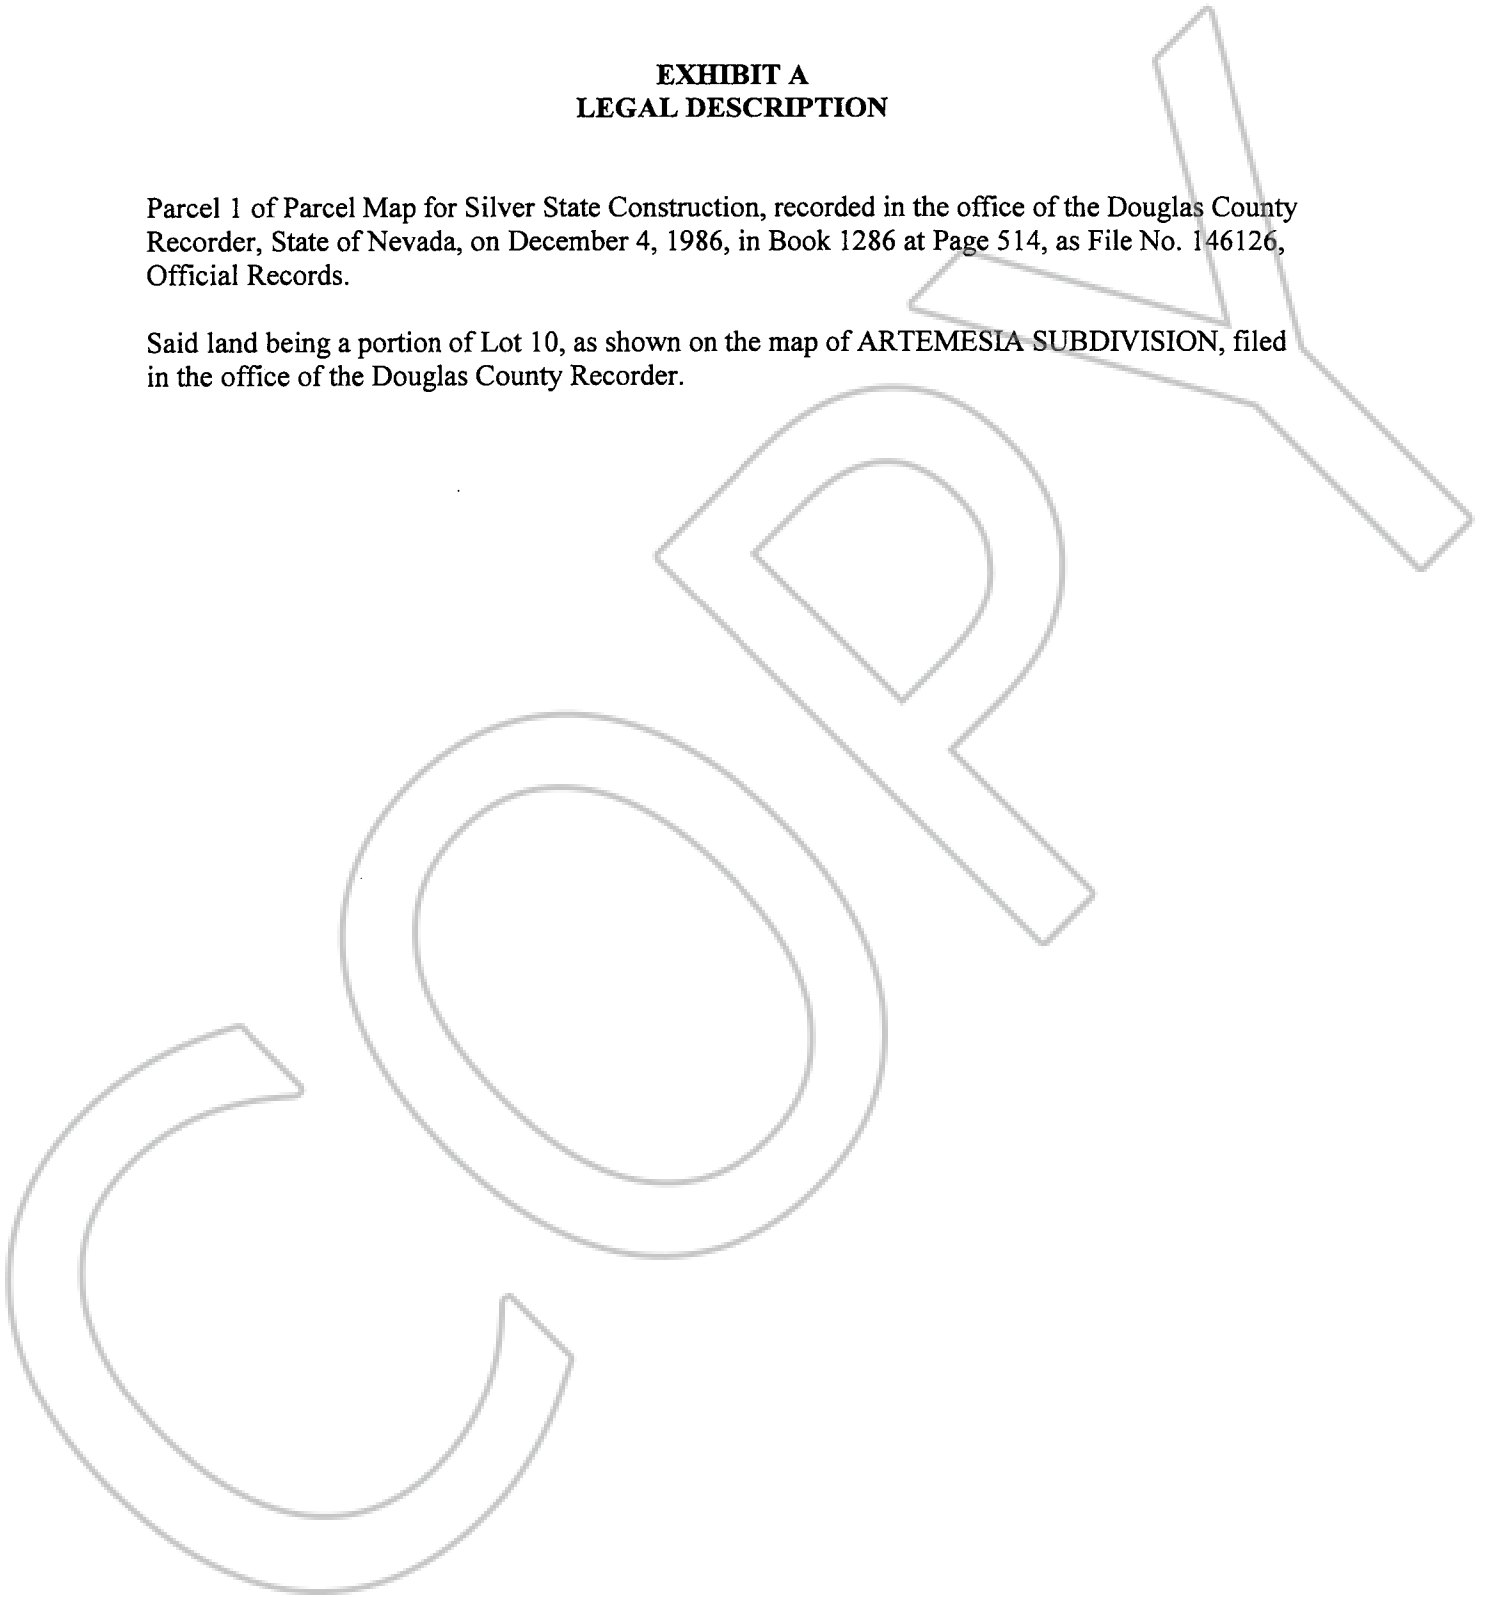 EXHIBIT A
LEGAL DESCRIPTION
Parcel 1 of Parcel Map for Silver State Construction, recorded in the office of the Douglas County
Recorder, State of Nevada, on December 4, 1986, in Book 1286 at Page 514, as File No. 146126,
Official Records.
Said land being a portion of Lot 10, as shown on the map of ARTEMESIA SUBDIVISION, filed
in the office of the Douglas County Recorder.
COPY